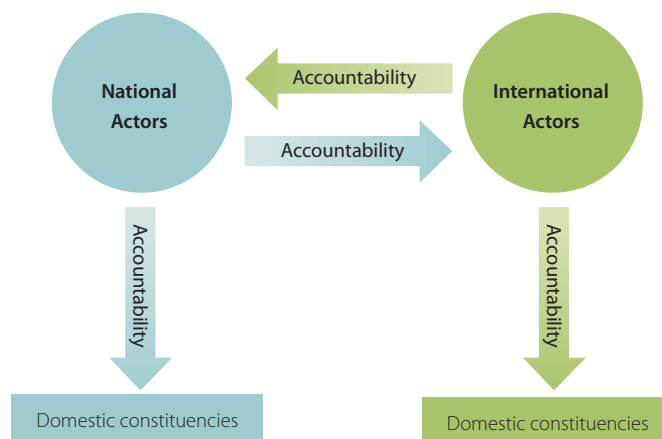 National
Actors
Accountability
International
Actors
Accountability
Accountability
Accountability
Domestic constituencies
Domestic constituencies